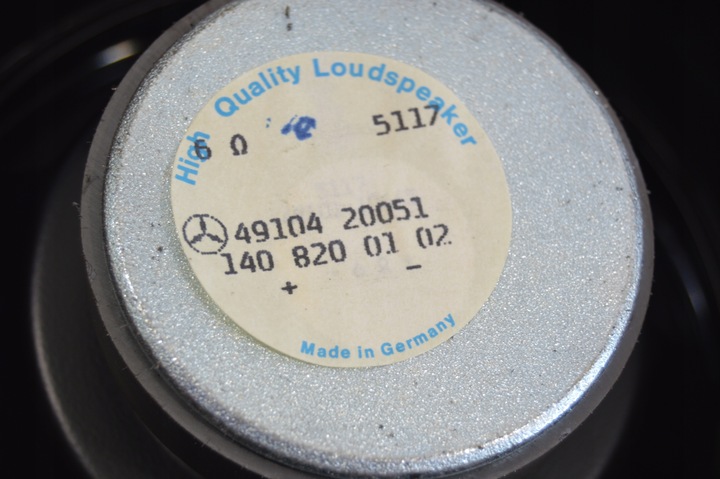 High Quality Loudspeaker
6 Ω 5117
49104 20051
140 820 01 02
+ -
Made in Germany